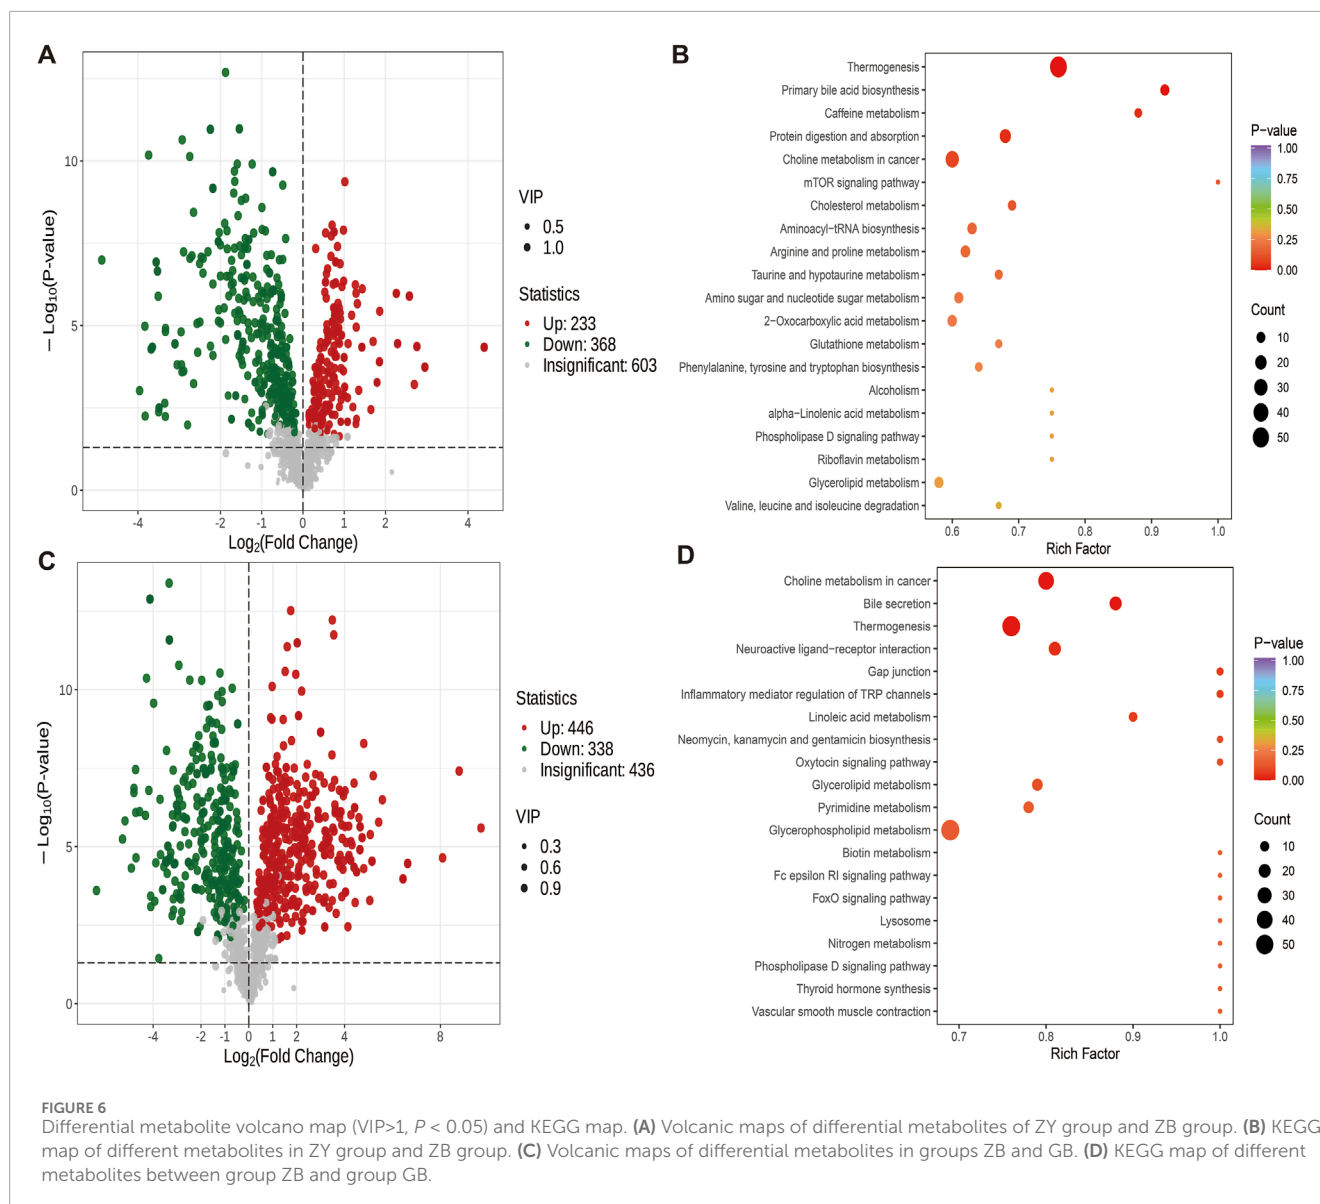 A
— Log₁₀(P-value)
10
5
0
-4
-2
-1
0
1
2
4
Log₂(Fold Change)
VIP
0.5
1.0
Statistics
Up: 233
Down: 368
Insignificant: 603
B
Thermogenesis
Primary bile acid biosynthesis
Caffeine metabolism
Protein digestion and absorption
Choline metabolism in cancer
mTOR signaling pathway
Cholesterol metabolism
Aminoacyl−tRNA biosynthesis
Arginine and proline metabolism
Taurine and hypotaurine metabolism
Amino sugar and nucleotide sugar metabolism
2−Oxocarboxylic acid metabolism
Glutathione metabolism
Phenylalanine, tyrosine and tryptophan biosynthesis
Alcoholism
alpha−Linolenic acid metabolism
Phospholipase D signaling pathway
Riboflavin metabolism
Glycerolipid metabolism
Valine, leucine and isoleucine degradation
0.6
0.7
0.8
0.9
1.0
Rich Factor
P−value
1.00
0.75
0.50
0.25
0.00
Count
10
20
30
40
50
C
— Log₁₀(P-value)
10
5
0
-4
-2
-1
0
1
2
4
8
Log₂(Fold Change)
Statistics
Up: 446
Down: 338
Insignificant: 436
VIP
0.3
0.6
0.9
D
Choline metabolism in cancer
Bile secretion
Thermogenesis
Neuroactive ligand−receptor interaction
Gap junction
Inflammatory mediator regulation of TRP channels
Linoleic acid metabolism
Neomycin, kanamycin and gentamicin biosynthesis
Oxytocin signaling pathway
Glycerolipid metabolism
Pyrimidine metabolism
Glycerophospholipid metabolism
Biotin metabolism
Fc epsilon RI signaling pathway
FoxO signaling pathway
Lysosome
Nitrogen metabolism
Phospholipase D signaling pathway
Thyroid hormone synthesis
Vascular smooth muscle contraction
0.7
0.8
0.9
1.0
Rich Factor
P−value
1.00
0.75
0.50
0.25
0.00
Count
10
20
30
40
50
FIGURE 6
Differential metabolite volcano map (VIP>1, P < 0.05) and KEGG map. (A) Volcanic maps of differential metabolites of ZY group and ZB group. (B) KEGG
map of different metabolites in ZY group and ZB group. (C) Volcanic maps of differential metabolites in groups ZB and GB. (D) KEGG map of different
metabolites between group ZB and group GB.